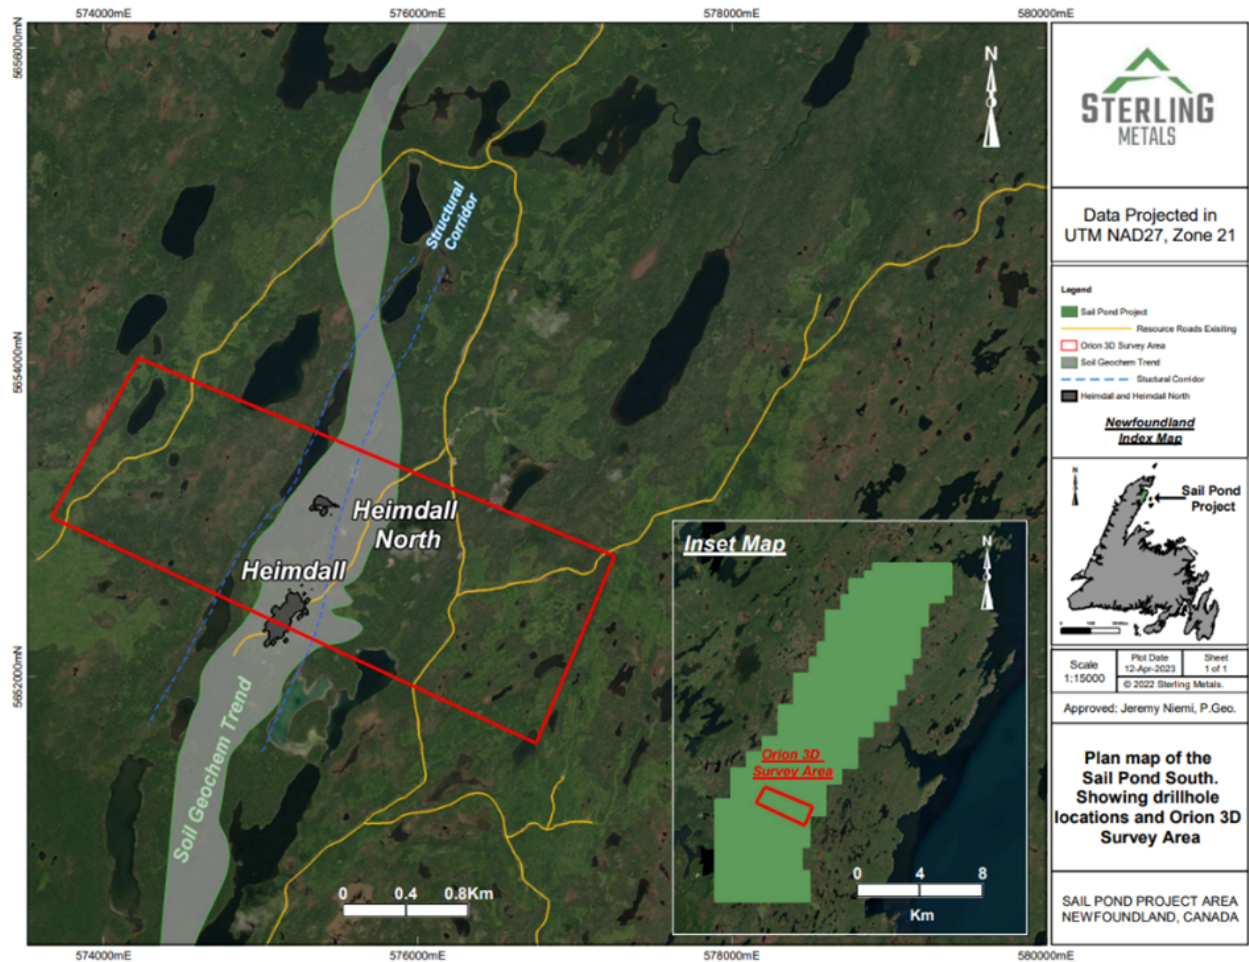 574000mE
576000mE
578000mE
580000mE
5656000mN
5654000mN
5652000mN
N
Structural
Corridor
Heimdall
North
Heimdall
Soil Geochem Trend
0 0.4 0.8Km
Inset Map
N
Orion 3D
Survey Area
0 4 8
Km
574000mE
576000mE
578000mE
580000mE
STERLING
METALS
Data Projected in
UTM NAD27, Zone 21
Legend
Sail Pond Project
Resource Roads Exisiting
Orion 3D Survey Area
Soil Geochem Trend
Stuctural Corridor
Heimdall and Heimdall North
Newfoundland
Index Map
N
Sail Pond
Project
Scale
1:15000
Plot Date
12-Apr-2023
Sheet
1 of 1
© 2022 Sterling Metals.
Approved: Jeremy Niemi, P.Geo.
Plan map of the
Sail Pond South.
Showing drillhole
locations and Orion 3D
Survey Area
SAIL POND PROJECT AREA
NEWFOUNDLAND, CANADA